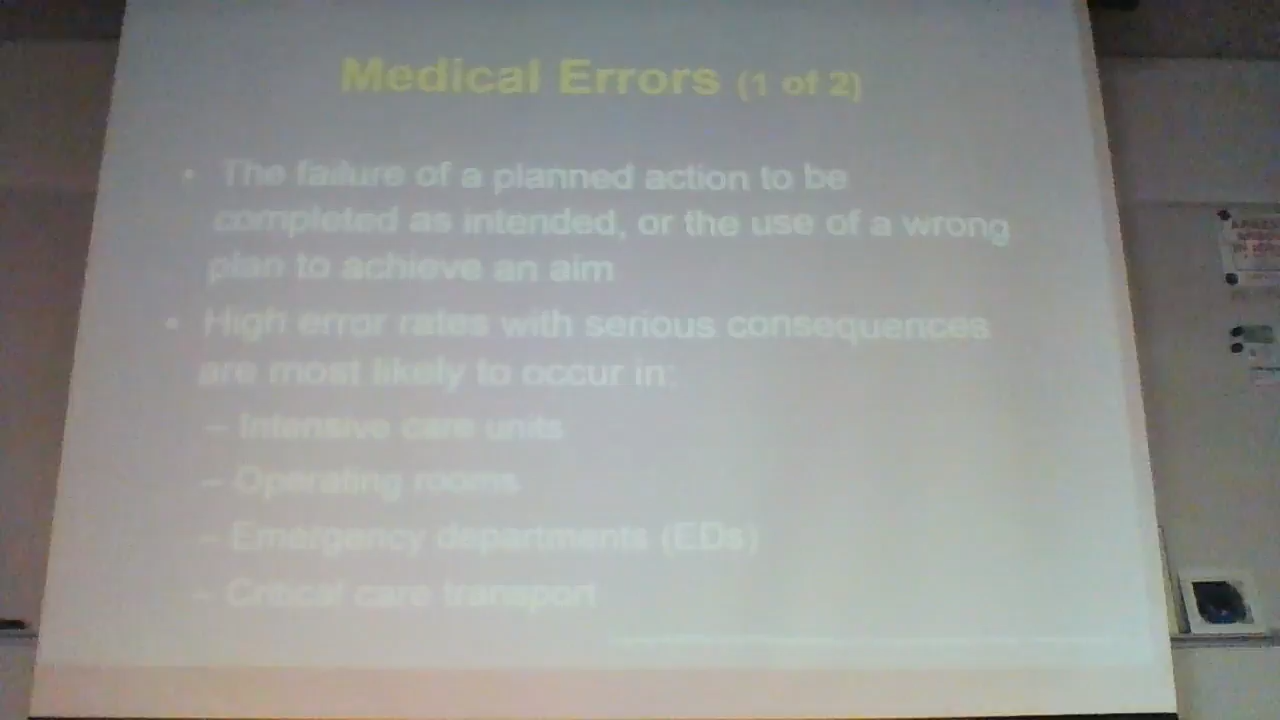 Medical Errors (1 of 2)
• The failure of a planned action to be
completed as intended, or the use of a wrong
plan to achieve an aim
• High error rates with serious consequences
are most likely to occur in:
– Intensive care units
– Operating rooms
– Emergency departments (EDs)
– Critical care transport